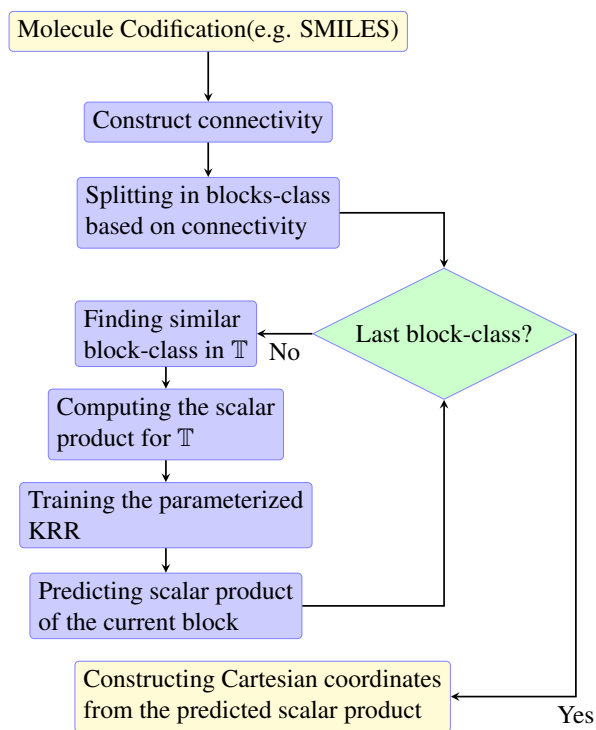 Molecule Codification(e.g. SMILES)
Construct connectivity
Splitting in blocks-class
based on connectivity
Last block-class?
No
Finding similar
block-class in 𝕋
Computing the scalar
product for 𝕋
Training the parameterized
KRR
Predicting scalar product
of the current block
Constructing Cartesian coordinates
from the predicted scalar product
Yes